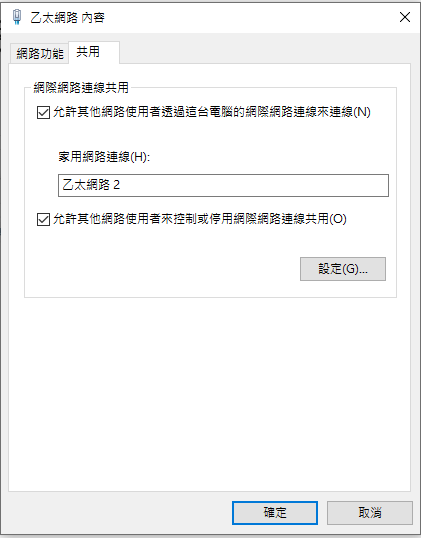 乙太網路 內容
網路功能 共用
網際網路連線共用
允許其他網路使用者透過這台電腦的網際網路連線來連線(N)
家用網路連線(H):
乙太網路 2
允許其他網路使用者來控制或停用網際網路連線共用(O)
設定(G)...
確定 取消